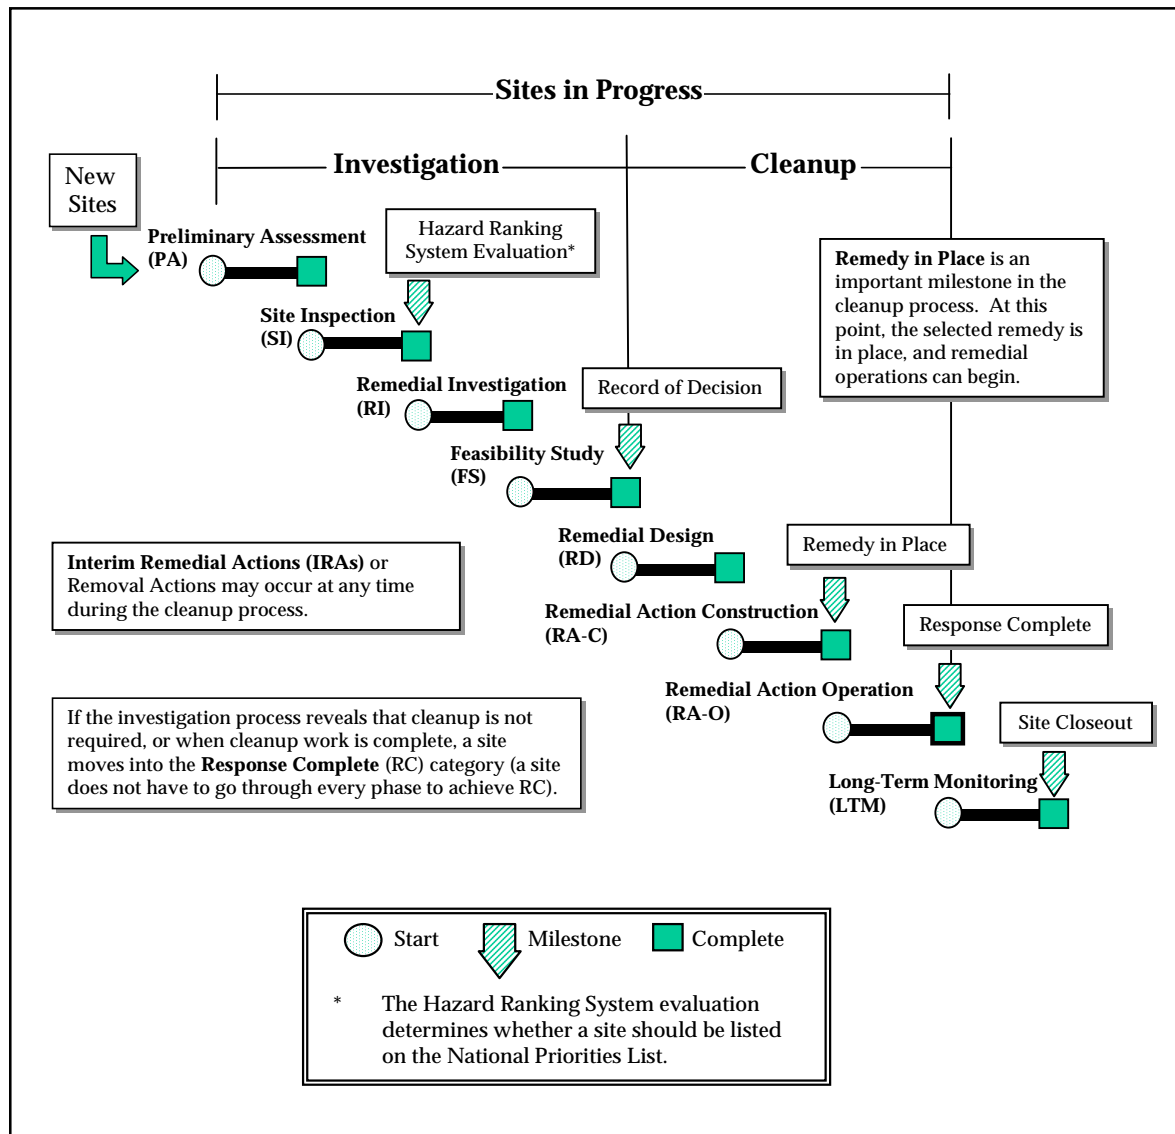 Sites in Progress
Investigation
Cleanup
New
Sites
Preliminary Assessment
(PA)
Hazard Ranking
System Evaluation*
Site Inspection
(SI)
Remedy in Place is an
important milestone in the
cleanup process. At this
point, the selected remedy is
in place, and remedial
operations can begin.
Remedial Investigation
(RI)
Record of Decision
Feasibility Study
(FS)
Remedial Design
(RD)
Remedy in Place
Interim Remedial Actions (IRAs) or
Removal Actions may occur at any time
during the cleanup process.
Remedial Action Construction
(RA-C)
Response Complete
Remedial Action Operation
(RA-O)
If the investigation process reveals that cleanup is not
required, or when cleanup work is complete, a site
moves into the Response Complete (RC) category (a site
does not have to go through every phase to achieve RC).
Site Closeout
Long-Term Monitoring
(LTM)
Start
Milestone
Complete
* The Hazard Ranking System evaluation
determines whether a site should be listed
on the National Priorities List.